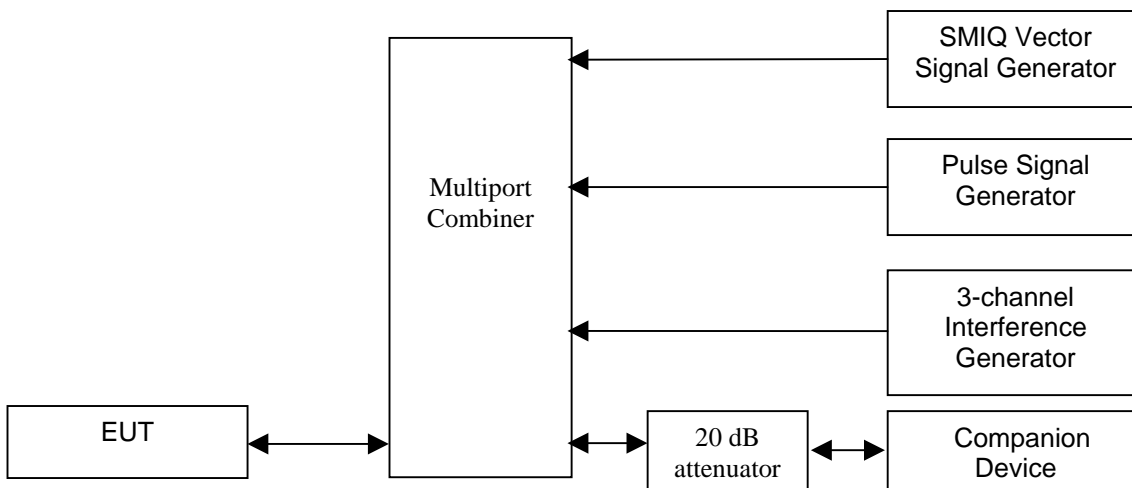 SMIQ Vector
Signal Generator
Pulse Signal
Generator
Multiport
Combiner
3-channel
Interference
Generator
EUT
20 dB
attenuator
Companion
Device